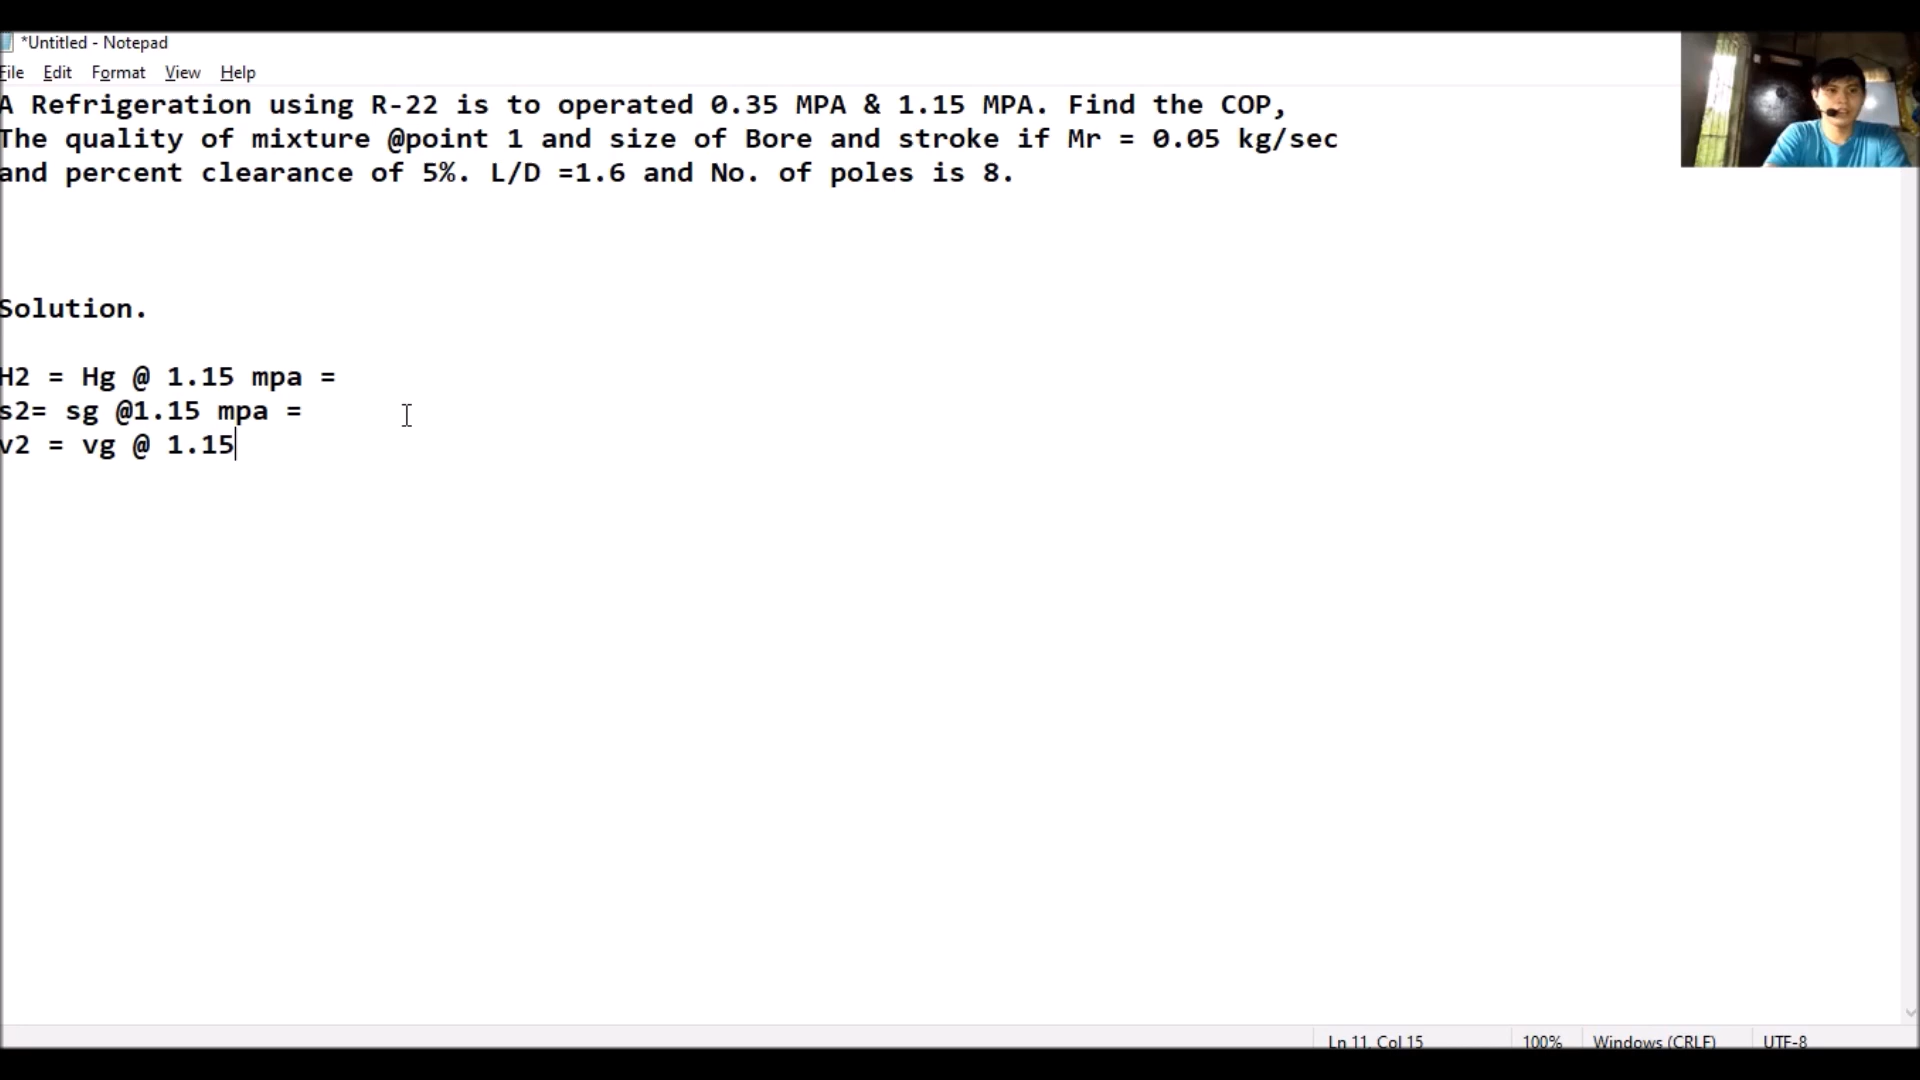 *Untitled - Notepad
File Edit Format View Help
A Refrigeration using R-22 is to operated 0.35 MPA & 1.15 MPA. Find the COP,
The quality of mixture @point 1 and size of Bore and stroke if Mr = 0.05 kg/sec
and percent clearance of 5%. L/D =1.6 and No. of poles is 8.
Solution.
H2 = Hg @ 1.15 mpa =
s2= sg @1.15 mpa =
v2 = vg @ 1.15
Ln 11, Col 15 100% Windows (CRLF) UTF-8